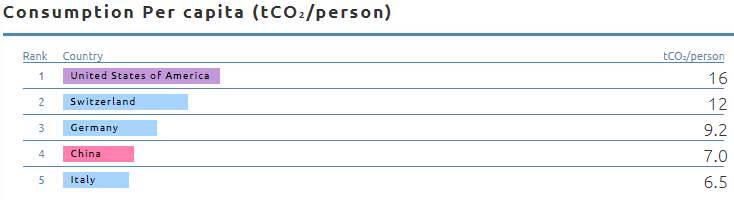 Consumption Per capita (tCO₂/person)
Rank Country tCO₂/person
1 United States of America 16
2 Switzerland 12
3 Germany 9.2
4 China 7.0
5 Italy 6.5